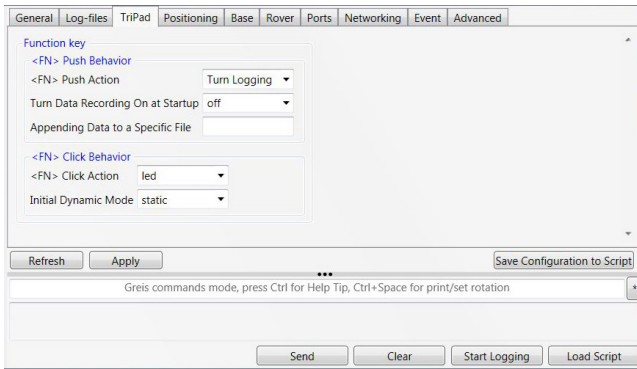 General Log-files TriPad Positioning Base Rover Ports Networking Event Advanced
Function key
<FN> Push Behavior
<FN> Push Action Turn Logging
Turn Data Recording On at Startup off
Appending Data to a Specific File
<FN> Click Behavior
<FN> Click Action led
Initial Dynamic Mode static
Refresh Apply Save Configuration to Script
Greis commands mode, press Ctrl for Help Tip, Ctrl+Space for print/set rotation *
Send Clear Start Logging Load Script